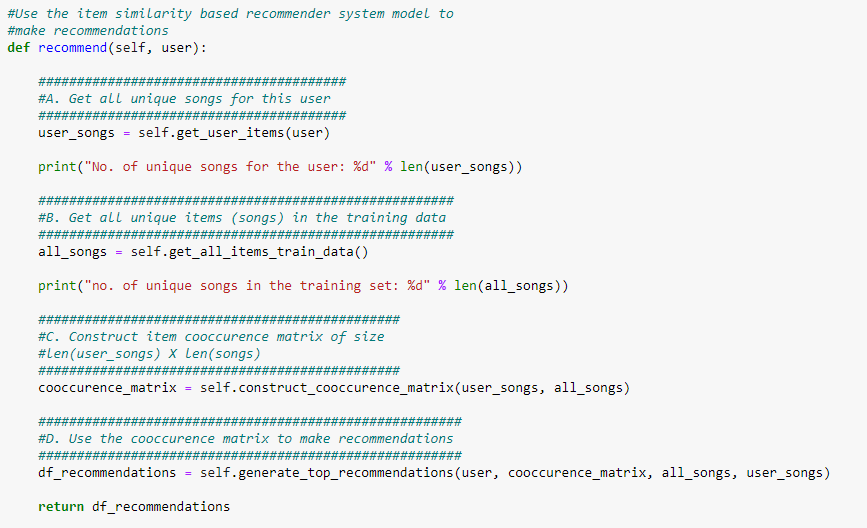 #Use the item similarity based recommender system model to
#make recommendations
def recommend(self, user):
########################################
#A. Get all unique songs for this user
########################################
user_songs = self.get_user_items(user)
print("No. of unique songs for the user: %d" % len(user_songs))
######################################################
#B. Get all unique items (songs) in the training data
######################################################
all_songs = self.get_all_items_train_data()
print("no. of unique songs in the training set: %d" % len(all_songs))
###############################################
#C. Construct item cooccurence matrix of size
#len(user_songs) X len(songs)
###############################################
cooccurence_matrix = self.construct_cooccurence_matrix(user_songs, all_songs)
#######################################################
#D. Use the cooccurence matrix to make recommendations
#######################################################
df_recommendations = self.generate_top_recommendations(user, cooccurence_matrix, all_songs, user_songs)
return df_recommendations